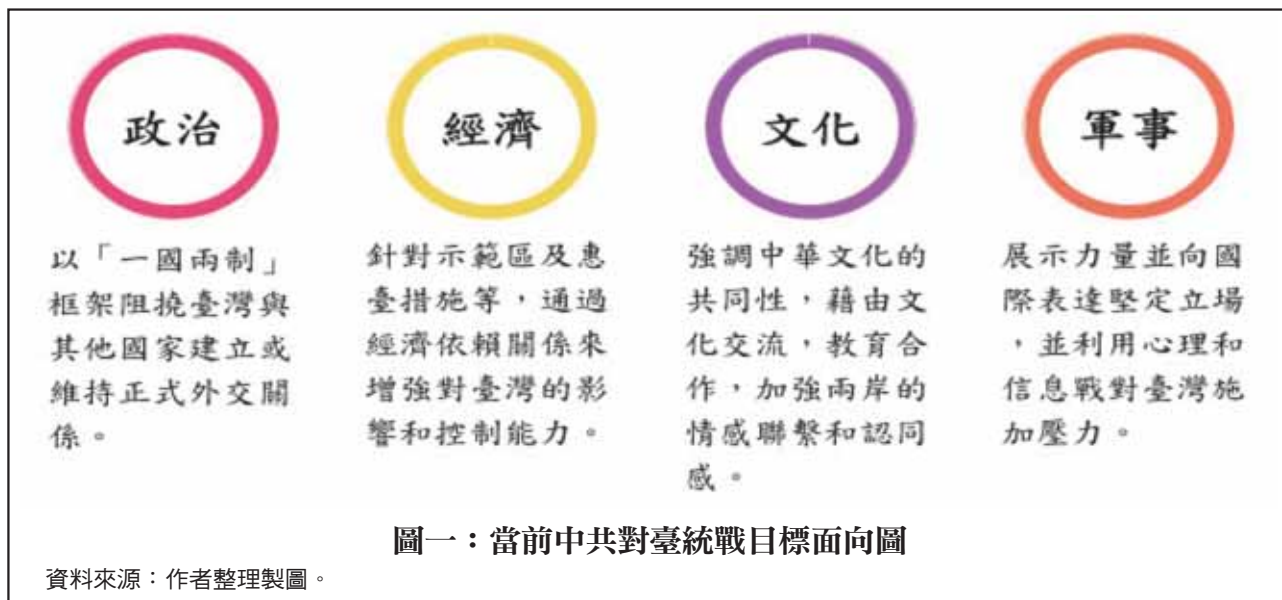 政治
以「一國兩制」
框架阻撓臺灣與
其他國家建立或
維持正式外交關
係。
經濟
針對示範區及惠
臺措施等,通過
經濟依賴關係來
增強對臺灣的影
響和控制能力。
文化
強調中華文化的
共同性,藉由文
化交流,教育合
作,加強兩岸的
情感聯繫和認同
感。
軍事
展示力量並向國
際表達堅定立場
,並利用心理和
信息戰對臺灣施
加壓力。
圖一:當前中共對臺統戰目標面向圖
資料來源:作者整理製圖。